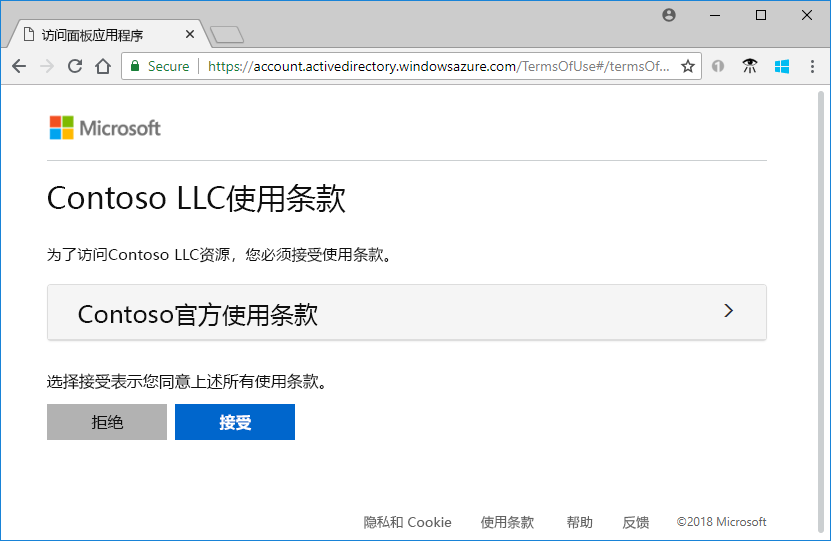 访问面板应用程序
Secure https://account.activedirectory.windowsazure.com/TermsOfUse#/termsOf...
Microsoft
Contoso LLC使用条款
为了访问Contoso LLC资源，您必须接受使用条款。
Contoso官方使用条款
选择接受表示您同意上述所有使用条款。
拒绝 接受
隐私和 Cookie 使用条款 帮助 反馈 ©2018 Microsoft